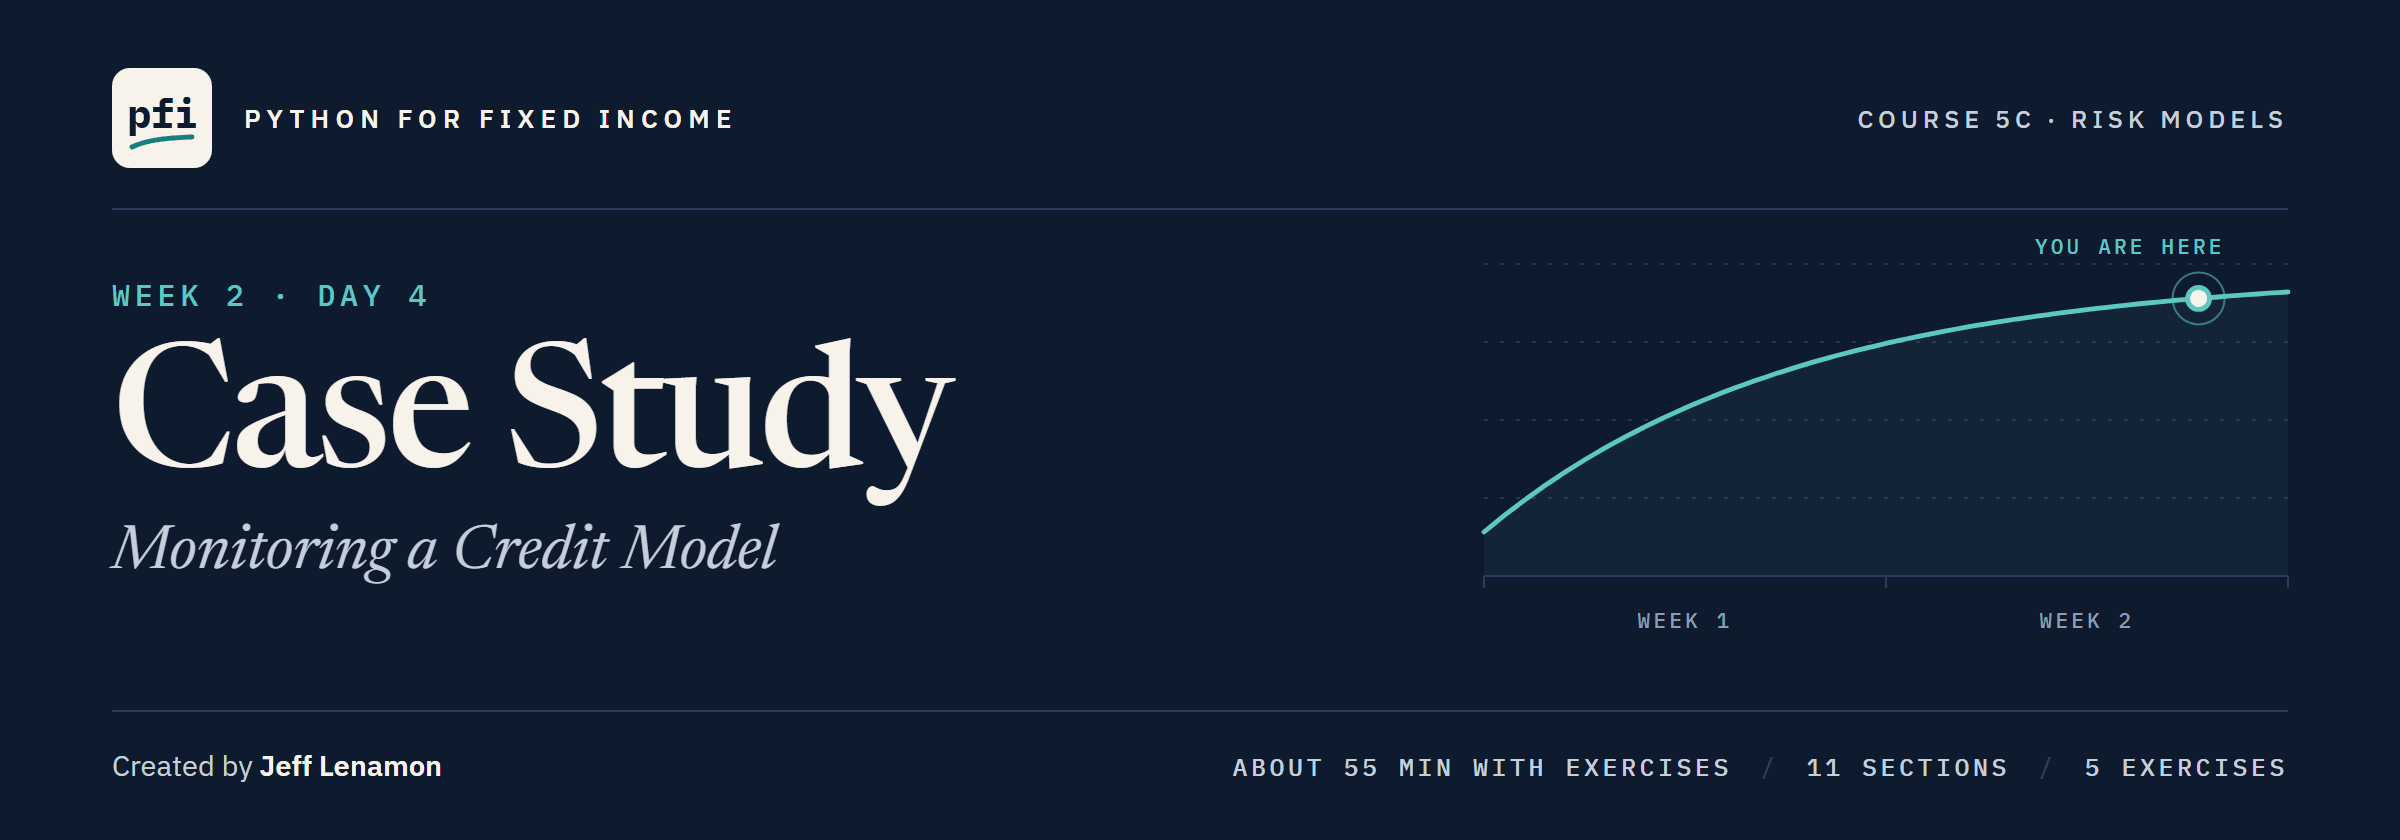 pfi
PYTHON FOR FIXED INCOME
COURSE 5C · RISK MODELS
WEEK 2 · DAY 4
Case Study
Monitoring a Credit Model
YOU ARE HERE
WEEK 1
WEEK 2
Created by Jeff Lenamon
ABOUT 55 MIN WITH EXERCISES / 11 SECTIONS / 5 EXERCISES